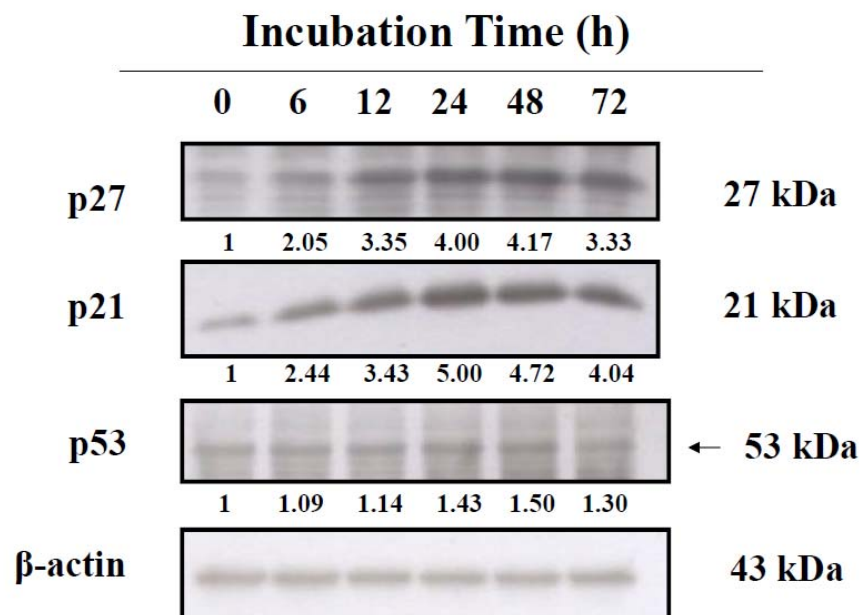 Incubation Time (h)
0 6 12 24 48 72
p27 27 kDa
1 2.05 3.35 4.00 4.17 3.33
p21 21 kDa
1 2.44 3.43 5.00 4.72 4.04
p53 ← 53 kDa
1 1.09 1.14 1.43 1.50 1.30
β-actin 43 kDa